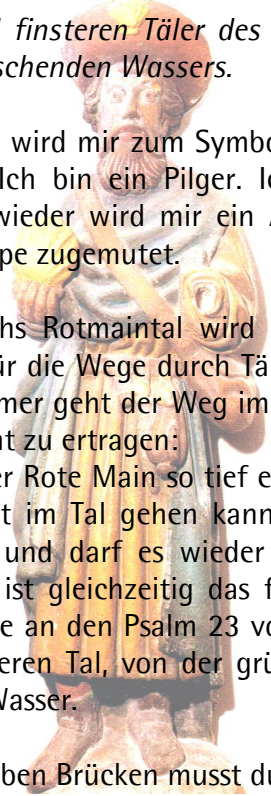 finsteren Täler des
schenden Wassers.
wird mir zum Symbo
Ich bin ein Pilger. Ic
wieder wird mir ein A
pe zugemutet.
hs Rotmaintal wird
ür die Wege durch Tä
mer geht der Weg im
nt zu ertragen:
er Rote Main so tief e
t im Tal gehen kann
und darf es wieder
ist gleichzeitig das f
e an den Psalm 23 vo
eren Tal, von der grü
Wasser.
ben Brücken musst du